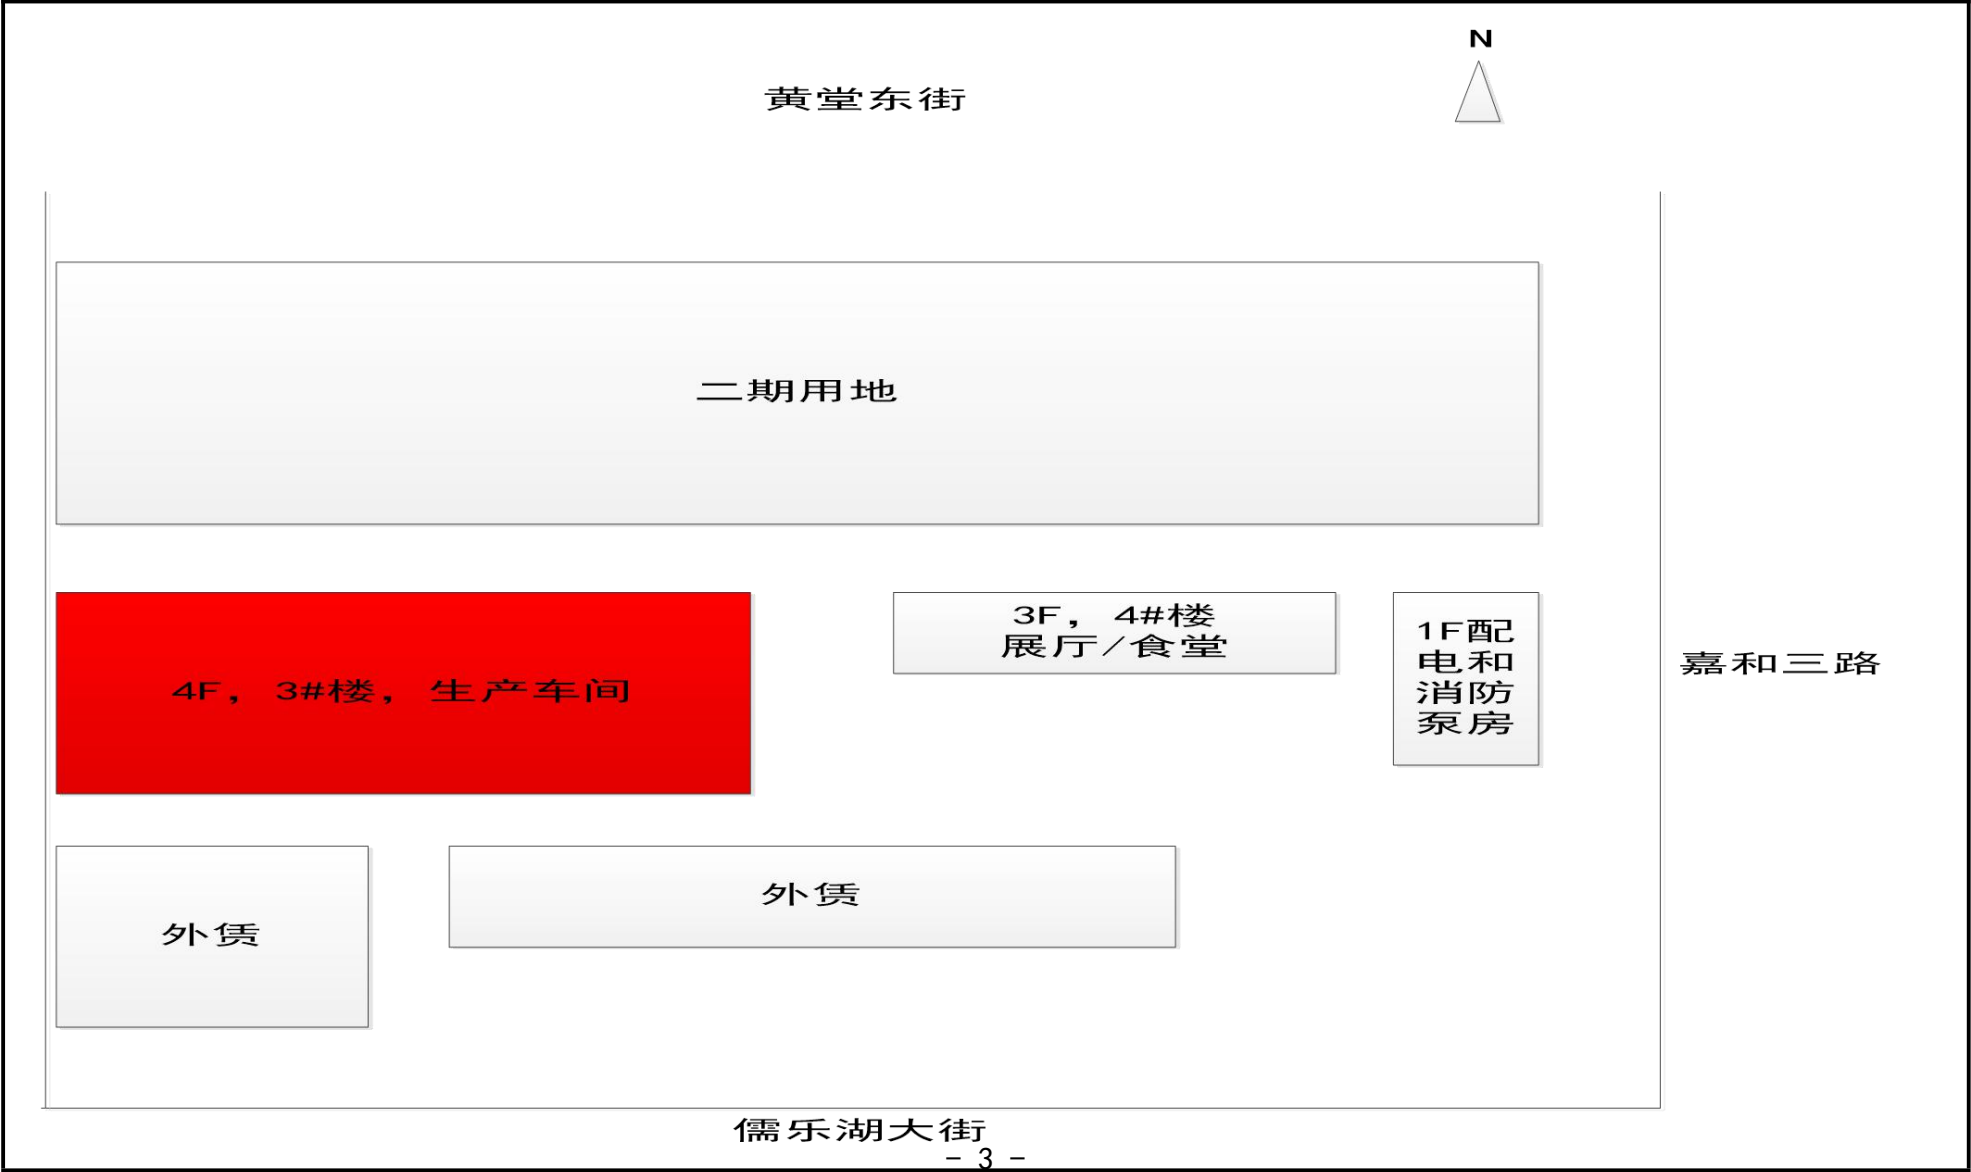 N
黄堂东街
二期用地
3F，4#楼
展厅/食堂
1F配
电和
消防
泵房
嘉和三路
4F，3#楼，生产车间
外赁
外赁
儒乐湖大街
- 3 -